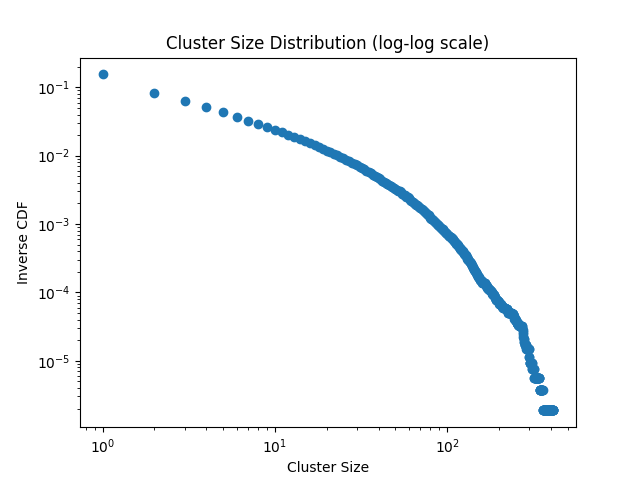 Cluster Size Distribution (log-log scale)
Inverse CDF
10⁻¹
10⁻²
10⁻³
10⁻⁴
10⁻⁵
10⁰ 10¹ 10²
Cluster Size